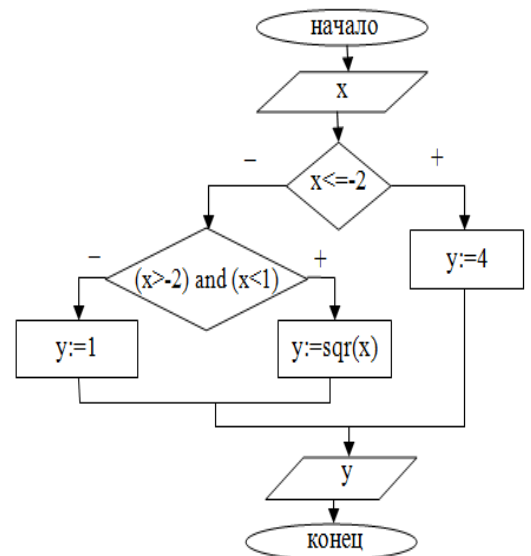 начало
x
– +
x<=-2
– (x>-2) and (x<1) +
y:=4
y:=1
y:=sqr(x)
y
конец